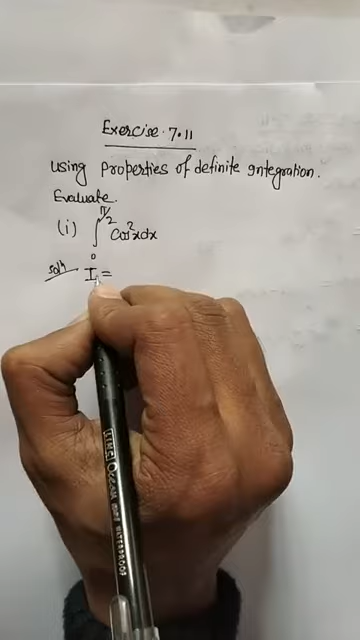 Exercise 7.11
using properties of definite integration.
Evaluate.
(i) ∫₀^{π/2} cos²x dx
Soln I =